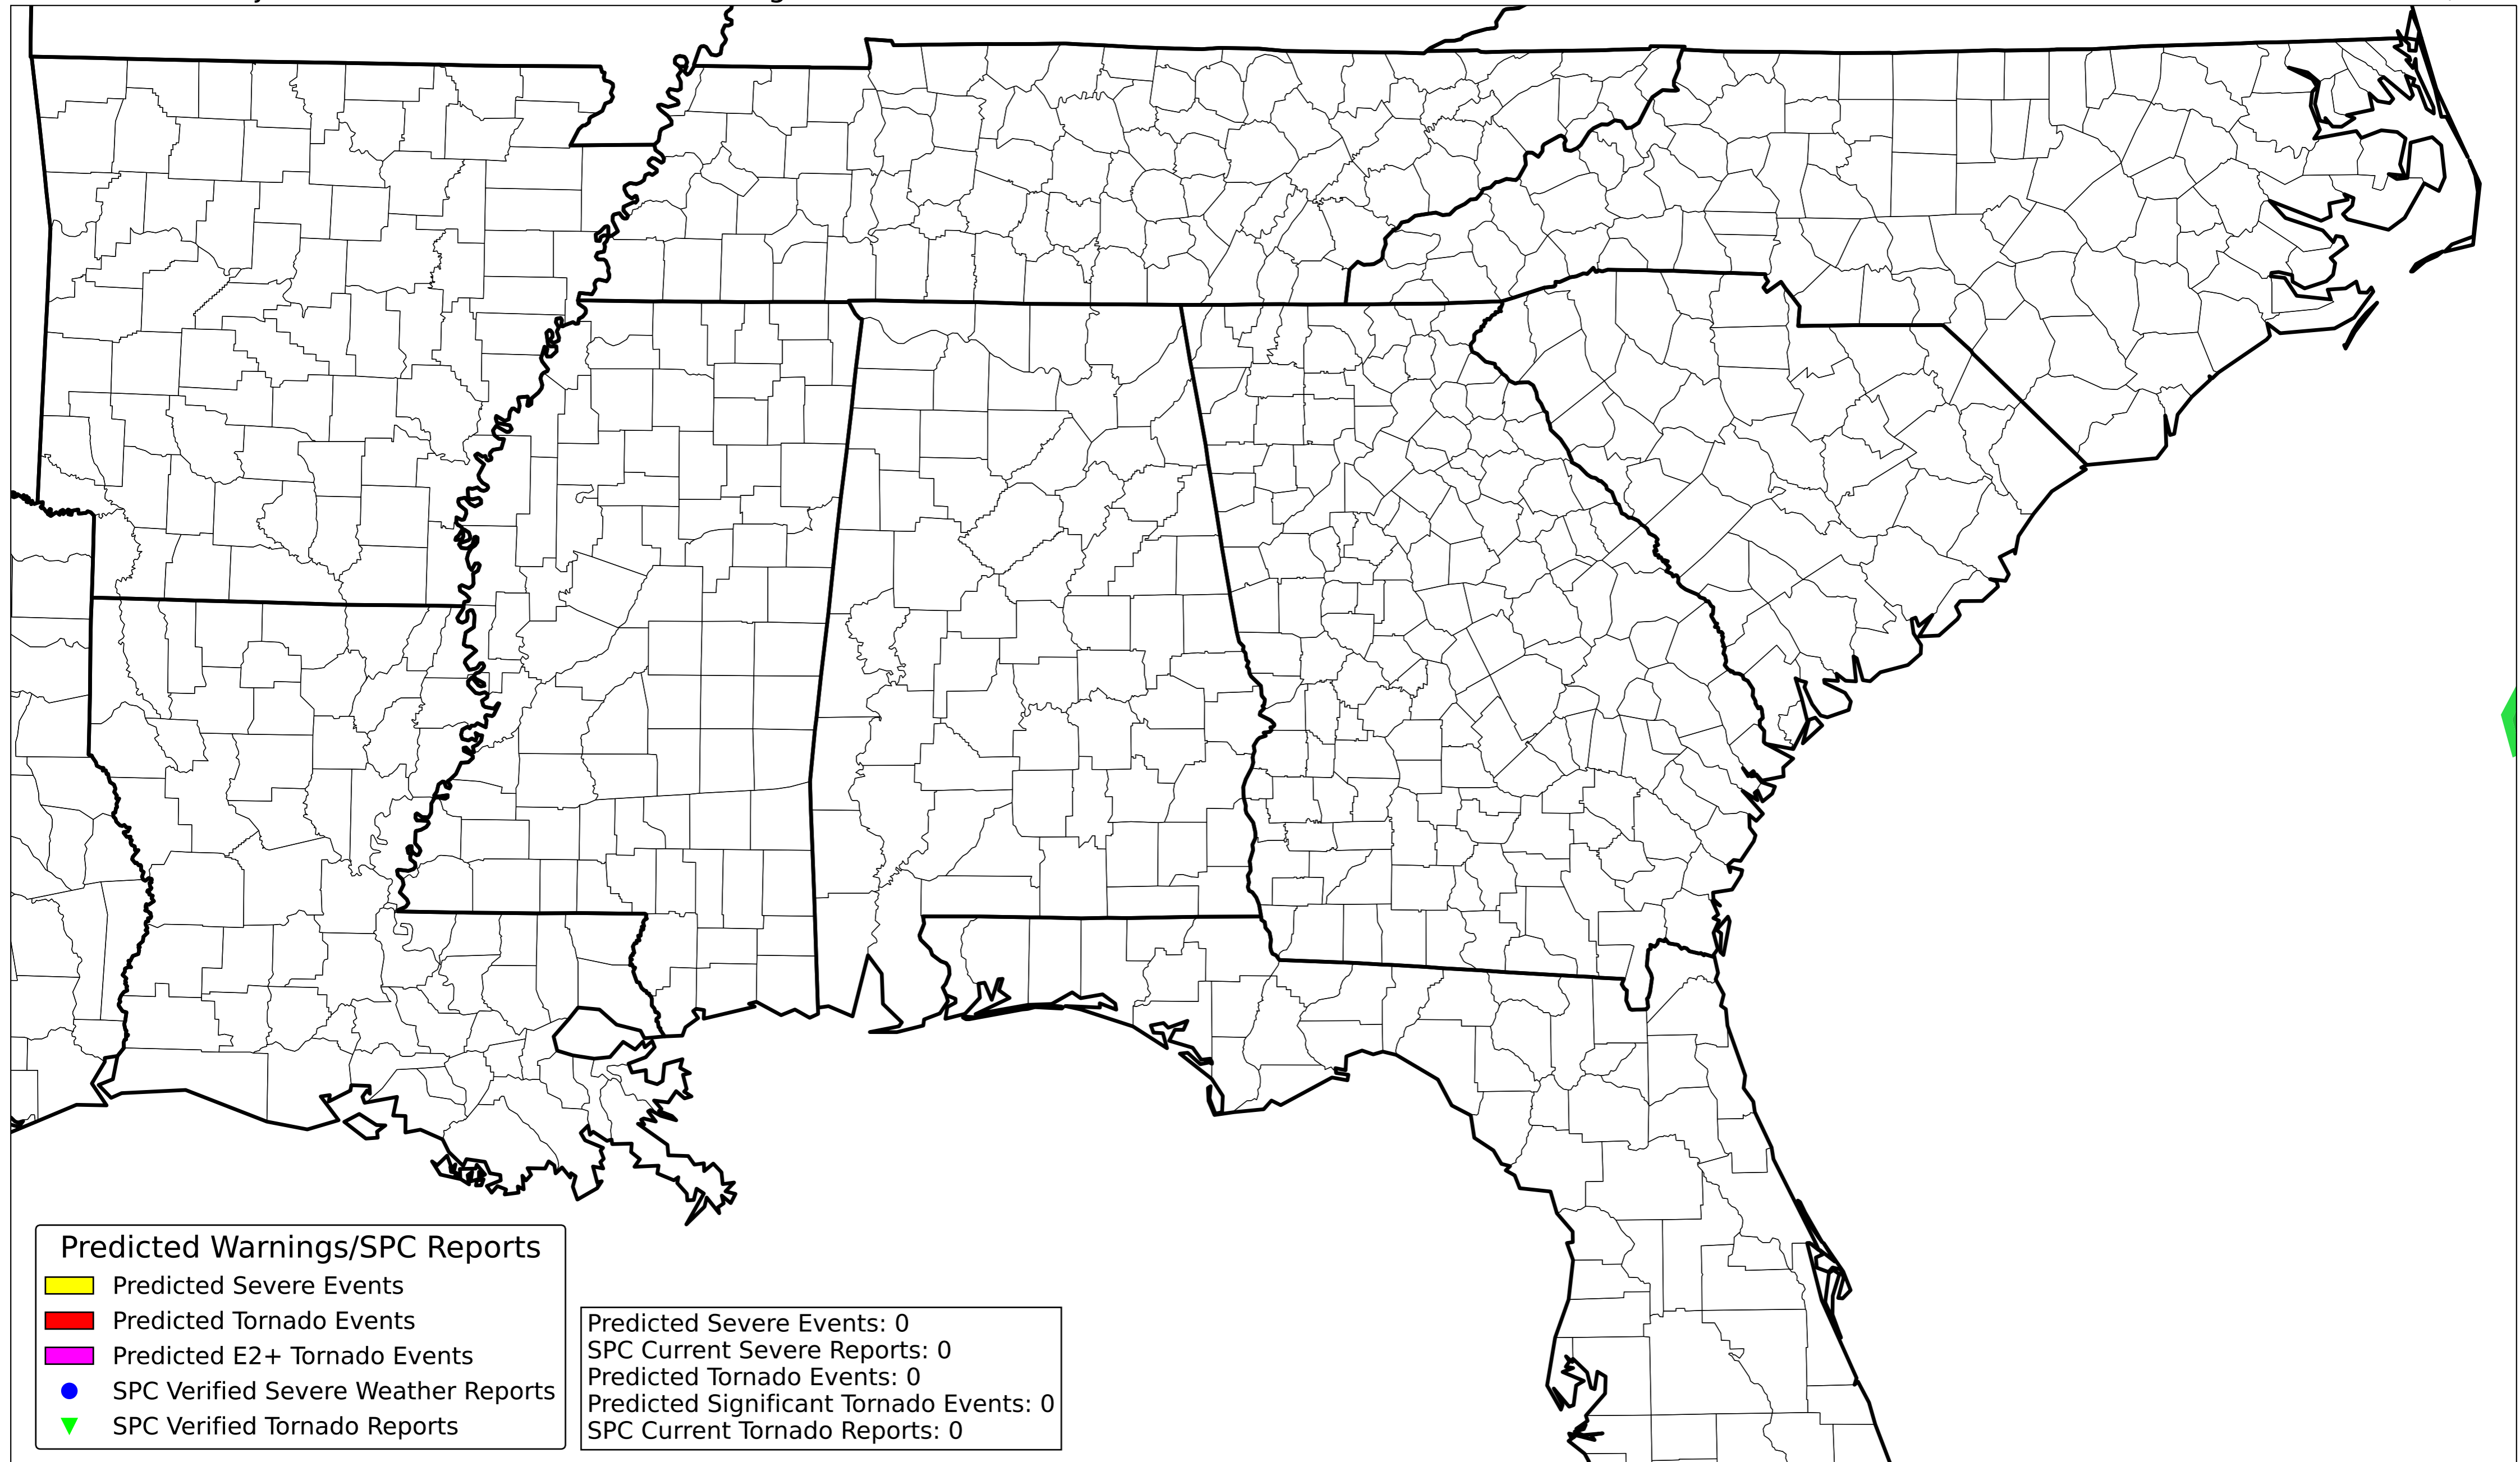 Predicted Warnings/SPC Reports
Predicted Severe Events
Predicted Tornado Events
Predicted E2+ Tornado Events
SPC Verified Severe Weather Reports
SPC Verified Tornado Reports
Predicted Severe Events: 0
SPC Current Severe Reports: 0
Predicted Tornado Events: 0
Predicted Significant Tornado Events: 0
SPC Current Tornado Reports: 0